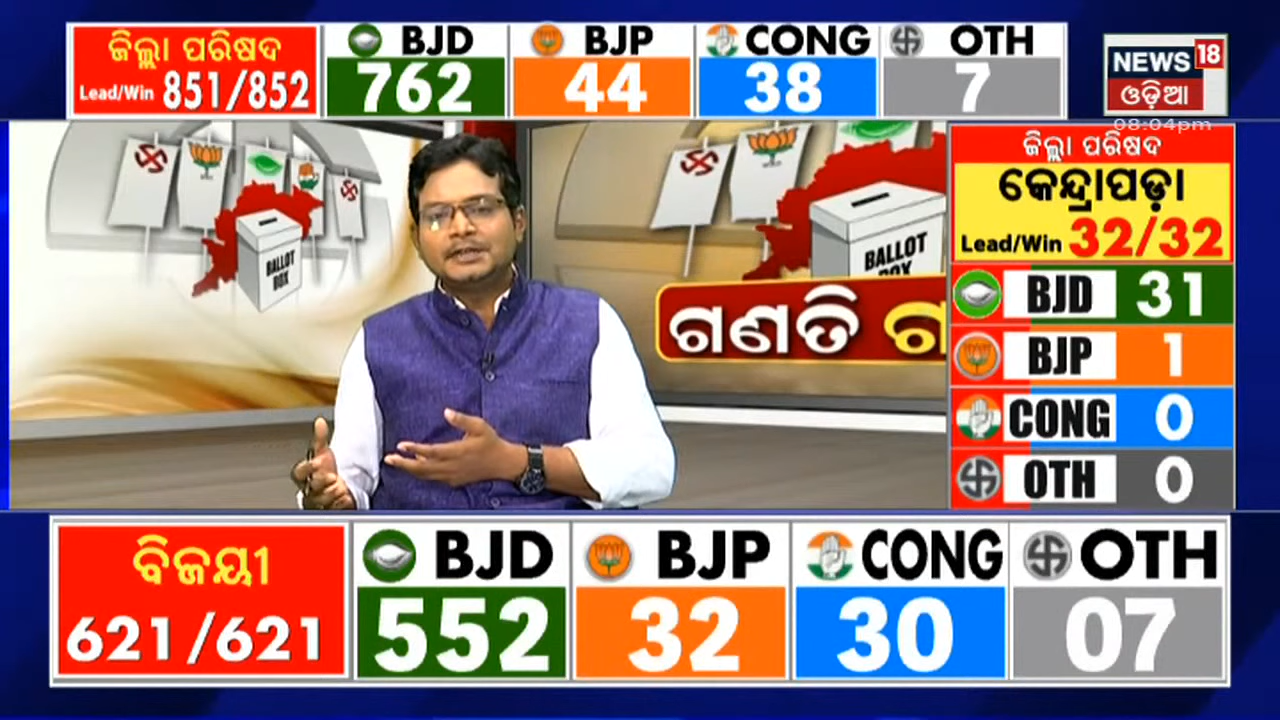 ଜିଲ୍ଲା ପରିଷଦ
Lead/Win 851/852
BJD
762
BJP
44
CONG
38
OTH
7
NEWS 18
ଓଡ଼ିଆ
08:04pm
BALLOT
BOX
BALLOT
BOX
ଗଣତି ଗ
ଜିଲ୍ଲା ପରିଷଦ
କେନ୍ଦ୍ରାପଡ଼ା
Lead/Win 32/32
BJD 31
BJP 1
CONG 0
OTH 0
ବିଜୟୀ
621/621
BJD
552
BJP
32
CONG
30
OTH
07